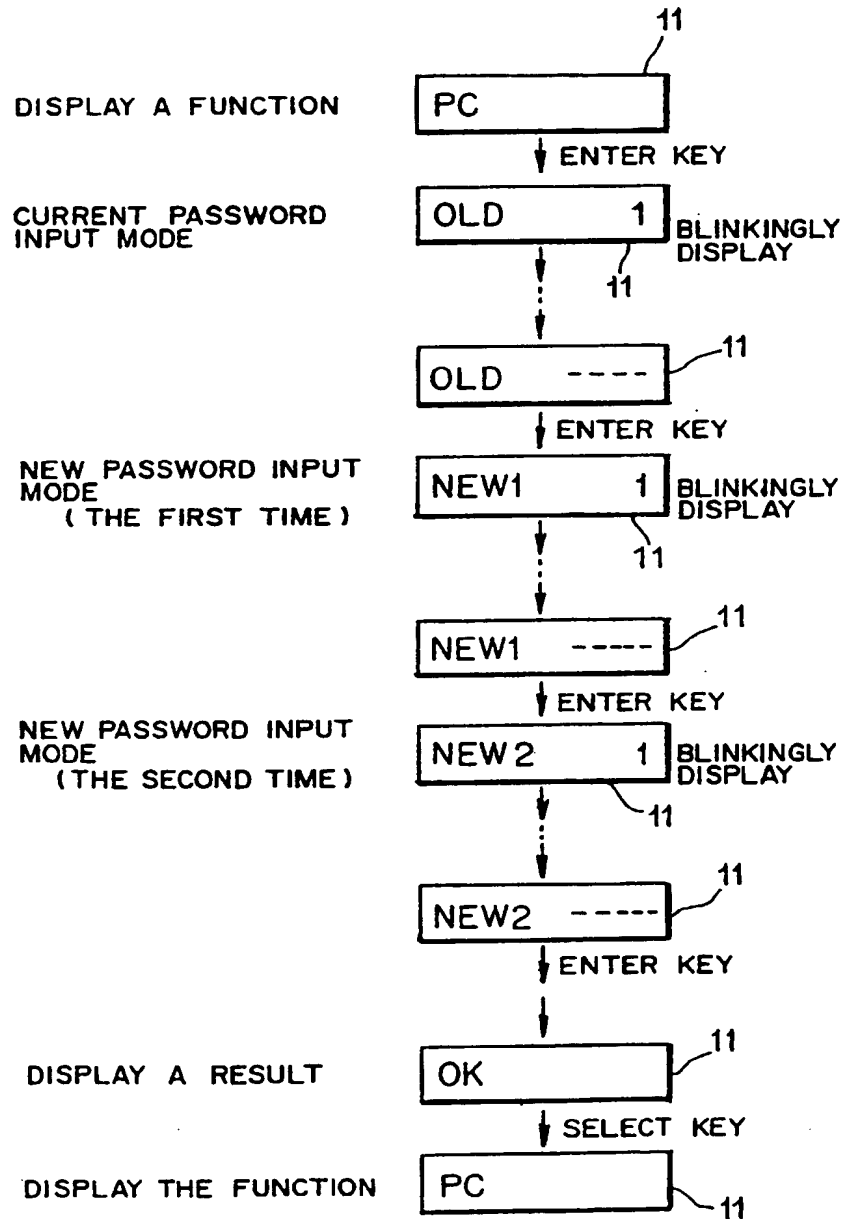 11
DISPLAY A FUNCTION
PC
ENTER KEY
CURRENT PASSWORD
INPUT MODE
OLD 1
BLINKINGLY
DISPLAY
11
OLD ----
11
ENTER KEY
NEW PASSWORD INPUT
MODE
(THE FIRST TIME)
NEW1 1
BLINKINGLY
DISPLAY
11
NEW1 -----
11
ENTER KEY
NEW PASSWORD INPUT
MODE
(THE SECOND TIME)
NEW2 1
BLINKINGLY
DISPLAY
11
NEW2 -----
11
ENTER KEY
DISPLAY A RESULT
OK
11
SELECT KEY
DISPLAY THE FUNCTION
PC
11